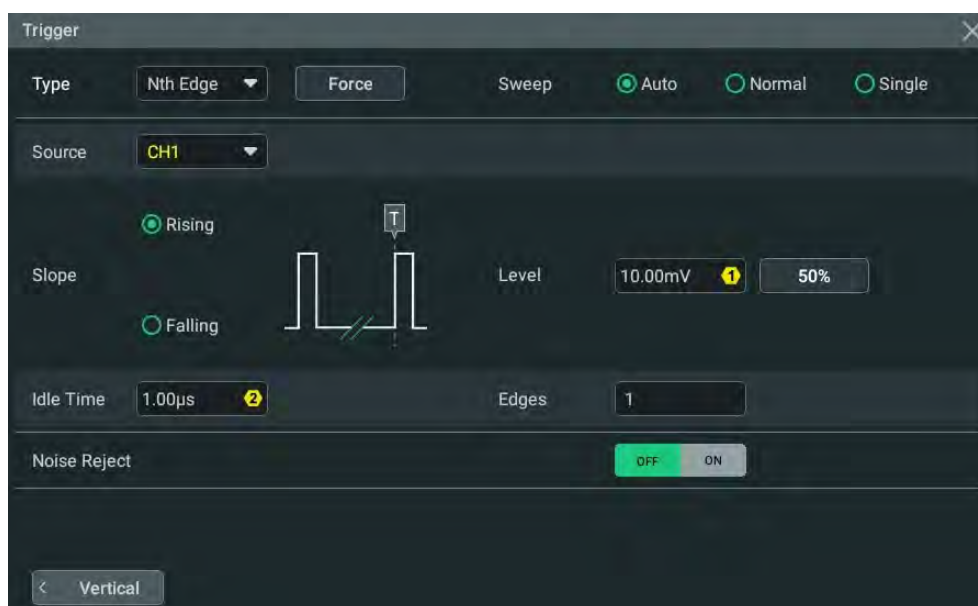 Trigger
Type Nth Edge Force Sweep Auto Normal Single
Source CH1
Rising
T
Slope Level 10.00mV 1 50%
Falling
Idle Time 1.00µs 2 Edges 1
Noise Reject OFF ON
Vertical